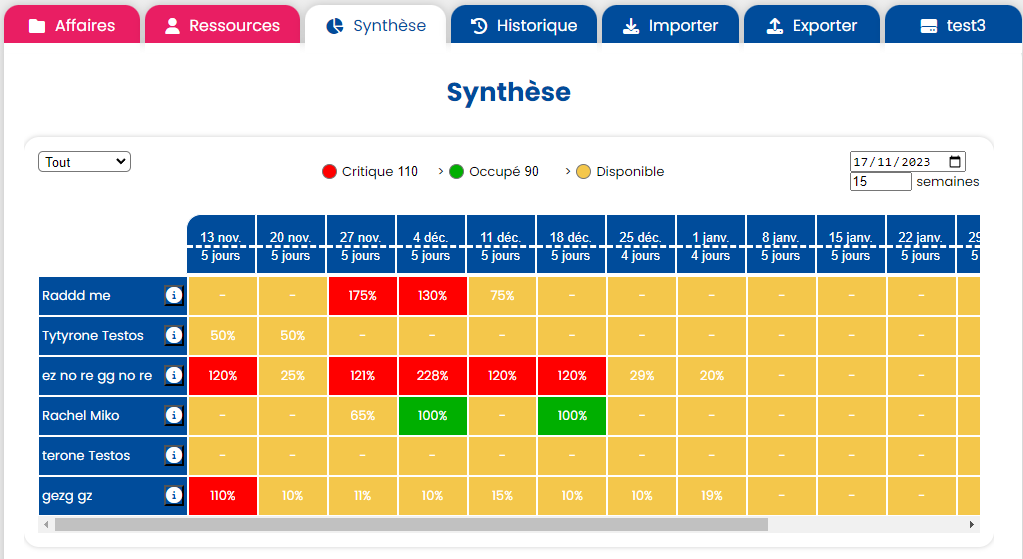 Affaires Ressources Synthèse Historique Importer Exporter test3
Synthèse
Tout Critique 110 > Occupé 90 > Disponible 17/11/2023
15 semaines
13 nov. 20 nov. 27 nov. 4 déc. 11 déc. 18 déc. 25 déc. 1 janv. 8 janv. 15 janv. 22 janv. 29
5 jours 5 jours 5 jours 5 jours 5 jours 5 jours 4 jours 4 jours 5 jours 5 jours 5 jours 5
Raddd me i - - 175% 130% 75% - - - - - - -
Tytyrone Testos i 50% 50% - - - - - - - - - -
ez no re gg no re i 120% 25% 121% 228% 120% 120% 29% 20% - - - -
Rachel Miko i - - 65% 100% - 100% - - - - - -
terone Testos i - - - - - - - - - - - -
gezg gz i 110% 10% 11% 10% 15% 10% 10% 19% - - - -